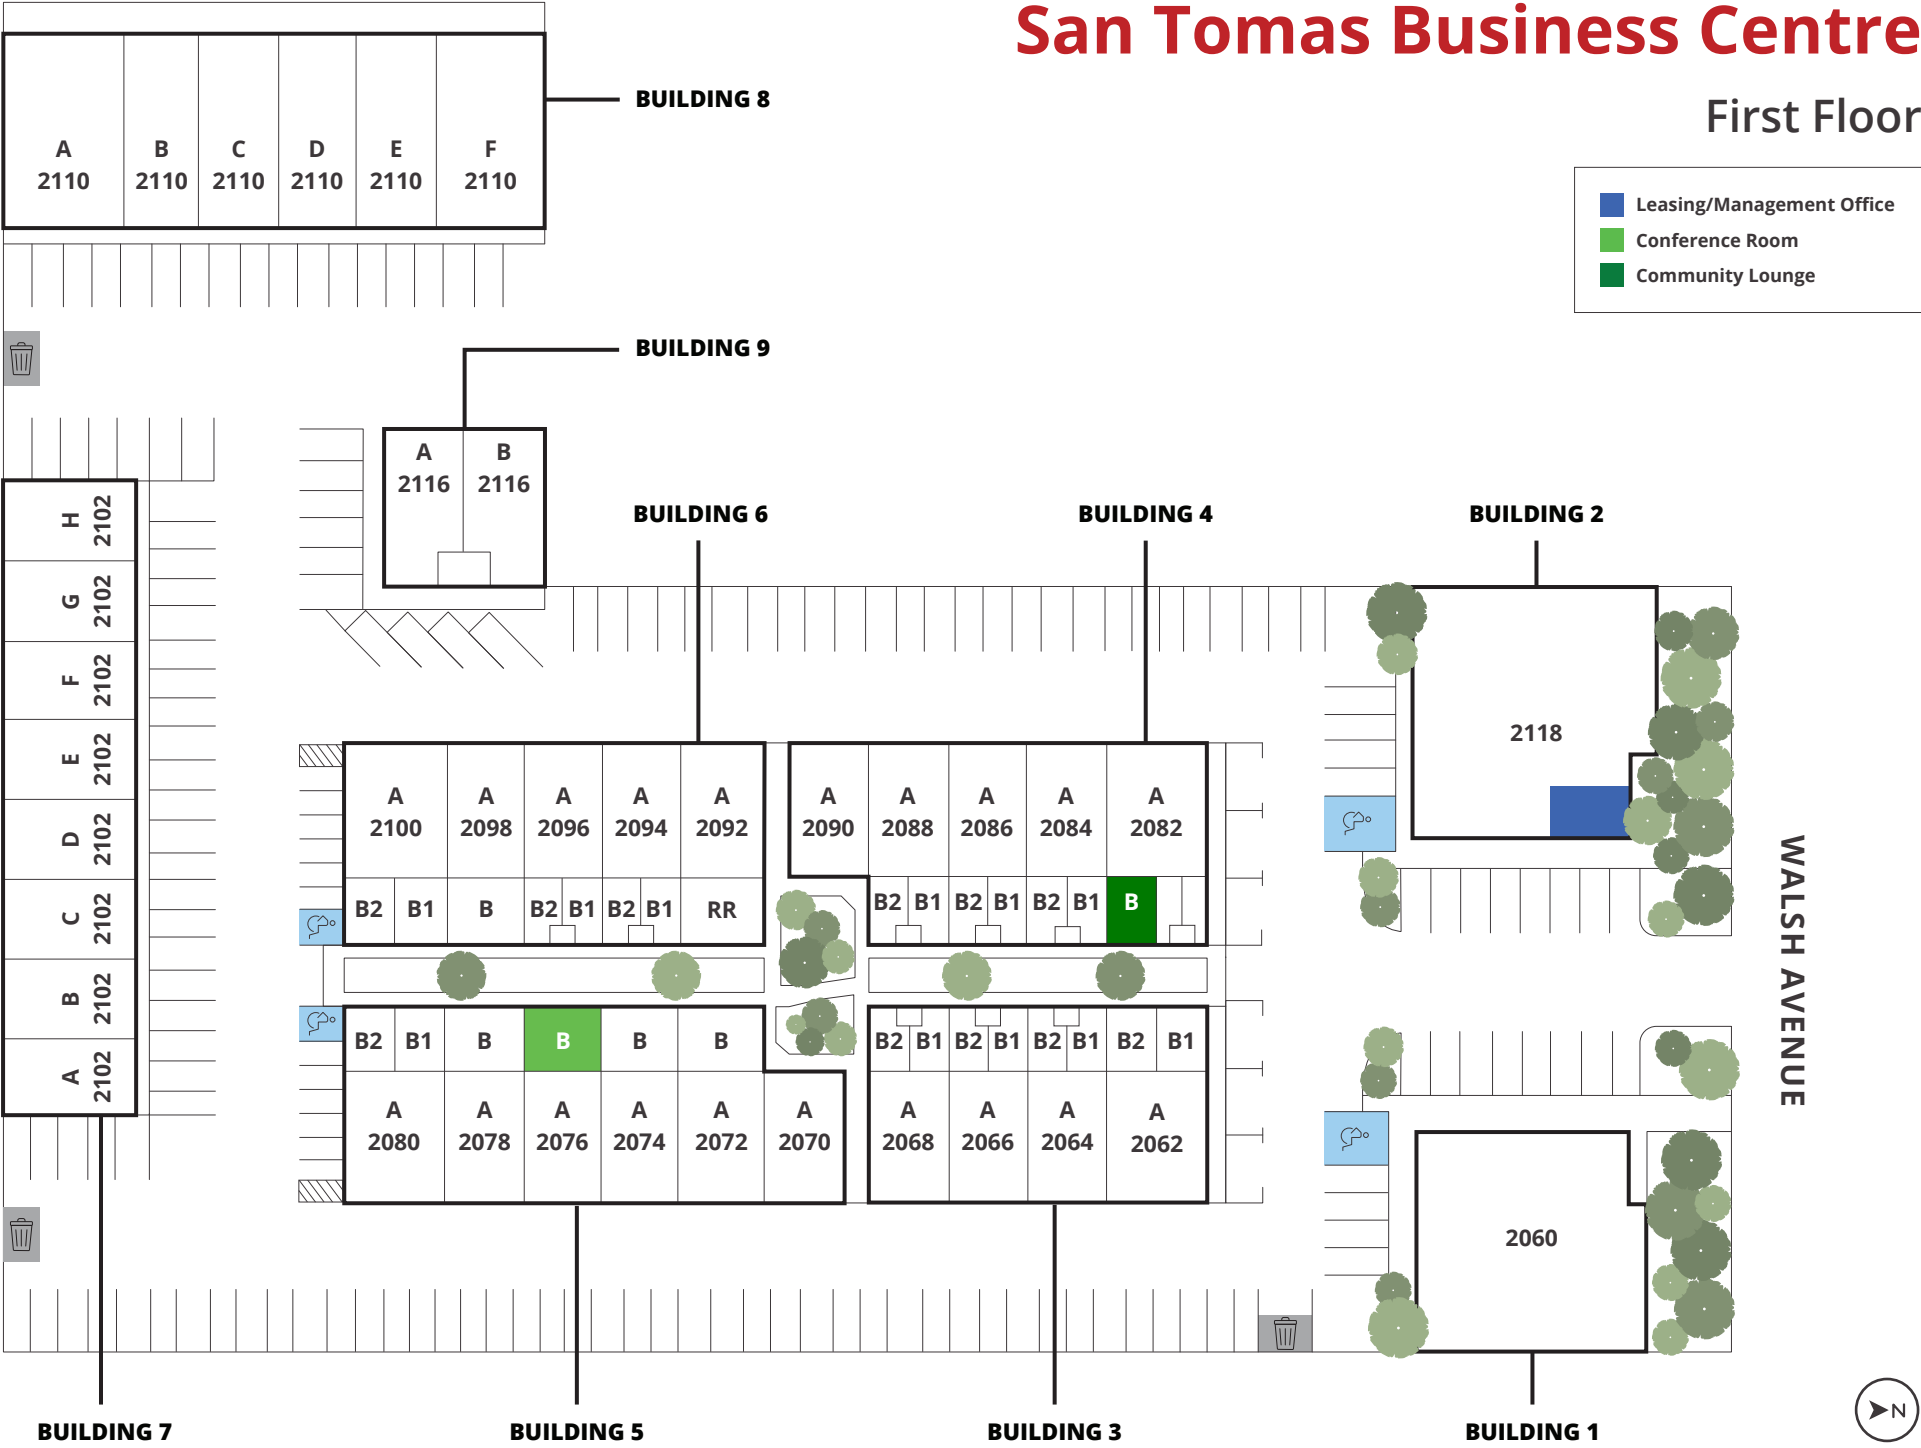 San Tomas Business Centre
First Floor
Leasing/Management Office
Conference Room
Community Lounge
BUILDING 8
A B C D E F
2110 2110 2110 2110 2110 2110
BUILDING 9
A B
2116 2116
BUILDING 6
BUILDING 4
BUILDING 2
H 2102
G 2102
F 2102
E 2102
D 2102
C 2102
B 2102
A 2102
2118
A A A A A
2100 2098 2096 2094 2092
B2 B1 B B2 B1 B2 B1 RR
A A A A A
2090 2088 2086 2084 2082
B2 B1 B2 B1 B2 B1 B
B2 B1 B B B B
A A A A A A
2080 2078 2076 2074 2072 2070
B2 B1 B2 B1 B2 B1 B2 B1
A A A A
2068 2066 2064 2062
WALSH AVENUE
2060
N
BUILDING 7
BUILDING 5
BUILDING 3
BUILDING 1